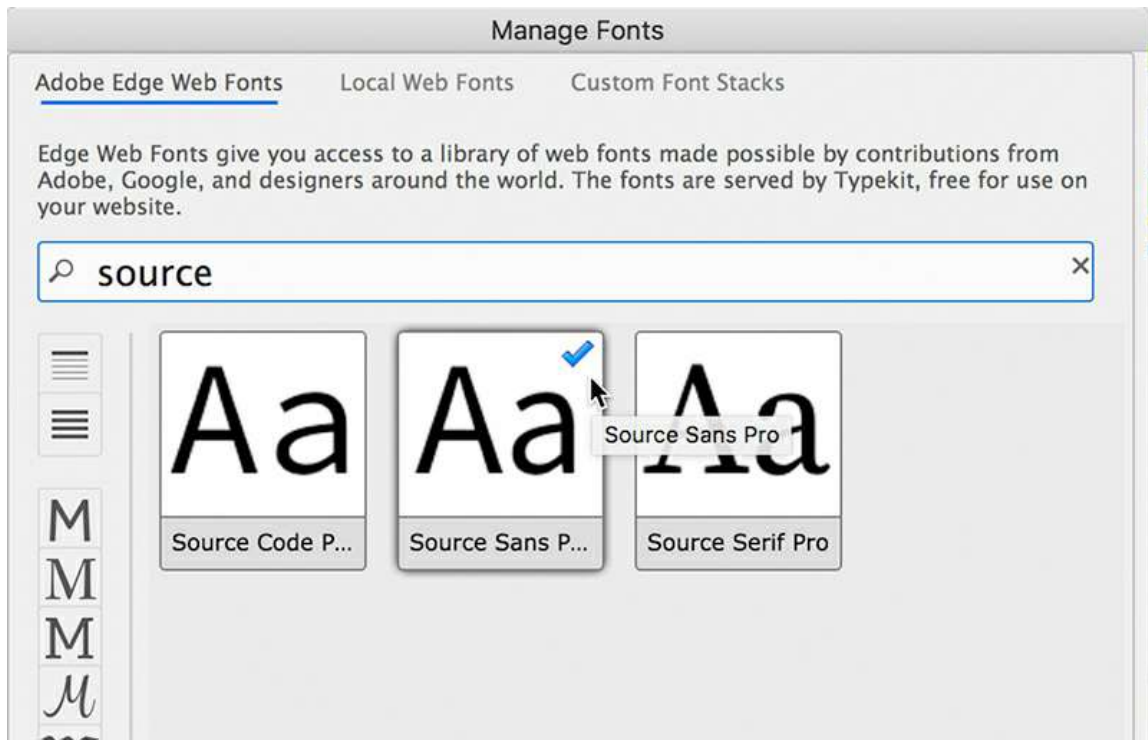 Manage Fonts
Adobe Edge Web Fonts Local Web Fonts Custom Font Stacks
Edge Web Fonts give you access to a library of web fonts made possible by contributions from
Adobe, Google, and designers around the world. The fonts are served by Typekit, free for use on
your website.
source
Aa Aa Aa
Source Sans Pro
Source Code P... Source Sans P... Source Serif Pro
M
M
M
M